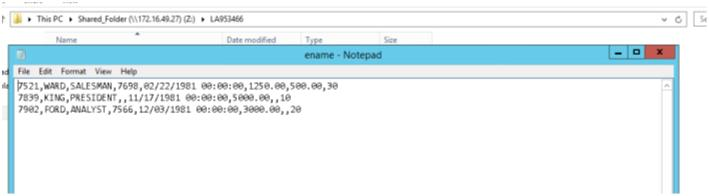 This PC ▸ Shared_Folder (\\172.16.49.27) (Z:) ▸ LA953466
Name Date modified Type Size
ename - Notepad
File Edit Format View Help
7521,WARD,SALESMAN,7698,02/22/1981 00:00:00,1250.00,500.00,30
7839,KING,PRESIDENT,,11/17/1981 00:00:00,5000.00,,10
7902,FORD,ANALYST,7566,12/03/1981 00:00:00,3000.00,,20